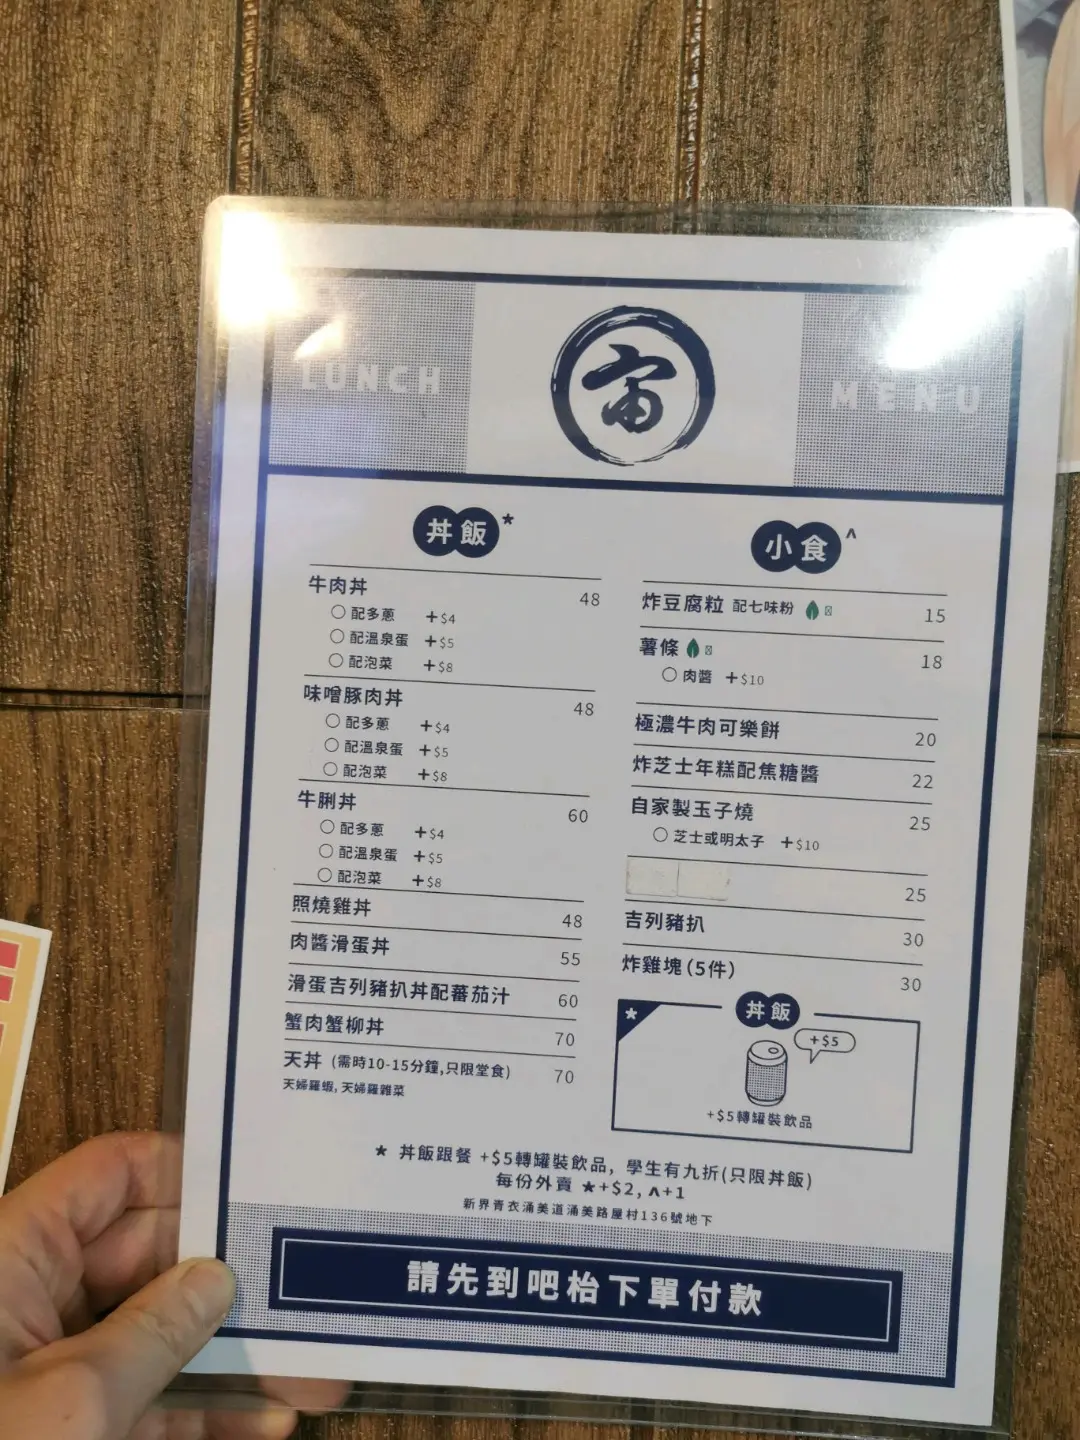 LUNCH
MENU
丼飯*
牛肉丼 48
配多蔥 +$4
配溫泉蛋 +$5
配泡菜 +$8
味噌豚肉丼 48
配多蔥 +$4
配溫泉蛋 +$5
配泡菜 +$8
牛脷丼 60
配多蔥 +$4
配溫泉蛋 +$5
配泡菜 +$8
照燒雞丼 48
肉醬滑蛋丼 55
滑蛋吉列豬扒丼配蕃茄汁 60
蟹肉蟹柳丼 70
天丼 (需時10-15分鐘,只限堂食) 70
天婦羅蝦, 天婦羅雜菜
小食^
炸豆腐粒 配七味粉 15
薯條 18
肉醬 +$10
極濃牛肉可樂餅 20
炸芝士年糕配焦糖醬 22
自家製玉子燒 25
芝士或明太子 +$10
25
吉列豬扒 30
炸雞塊(5件) 30
★ 丼飯
+$5
+$5轉罐裝飲品
★ 丼飯跟餐 +$5轉罐裝飲品, 學生有九折(只限丼飯)
每份外賣 ★+$2, ^+1
新界青衣涌美道涌美路屋村136號地下
請先到吧枱下單付款